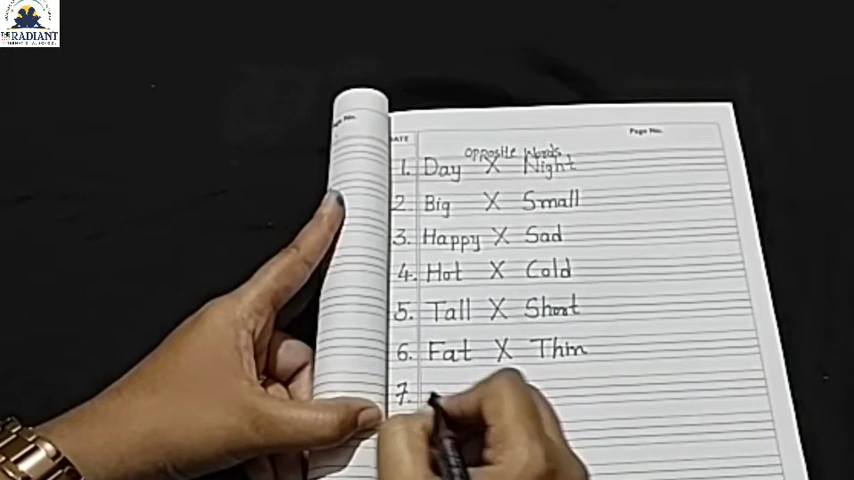 THE RADIANT
Page No.
DATE
Page No.
Opposite Words
1. Day X Night
2. Big X Small
3. Happy X Sad
4. Hot X Cold
5. Tall X Short
6. Fat X Thin
7.